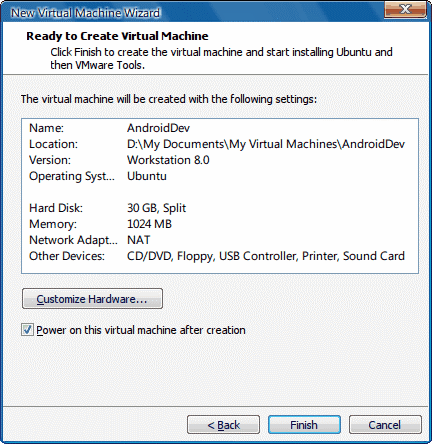 New Virtual Machine Wizard
Ready to Create Virtual Machine
Click Finish to create the virtual machine and start installing Ubuntu and
then VMware Tools.
The virtual machine will be created with the following settings:
Name: AndroidDev
Location: D:\My Documents\My Virtual Machines\AndroidDev
Version: Workstation 8.0
Operating Syst... Ubuntu
Hard Disk: 30 GB, Split
Memory: 1024 MB
Network Adapt... NAT
Other Devices: CD/DVD, Floppy, USB Controller, Printer, Sound Card
Customize Hardware...
Power on this virtual machine after creation
< Back Finish Cancel